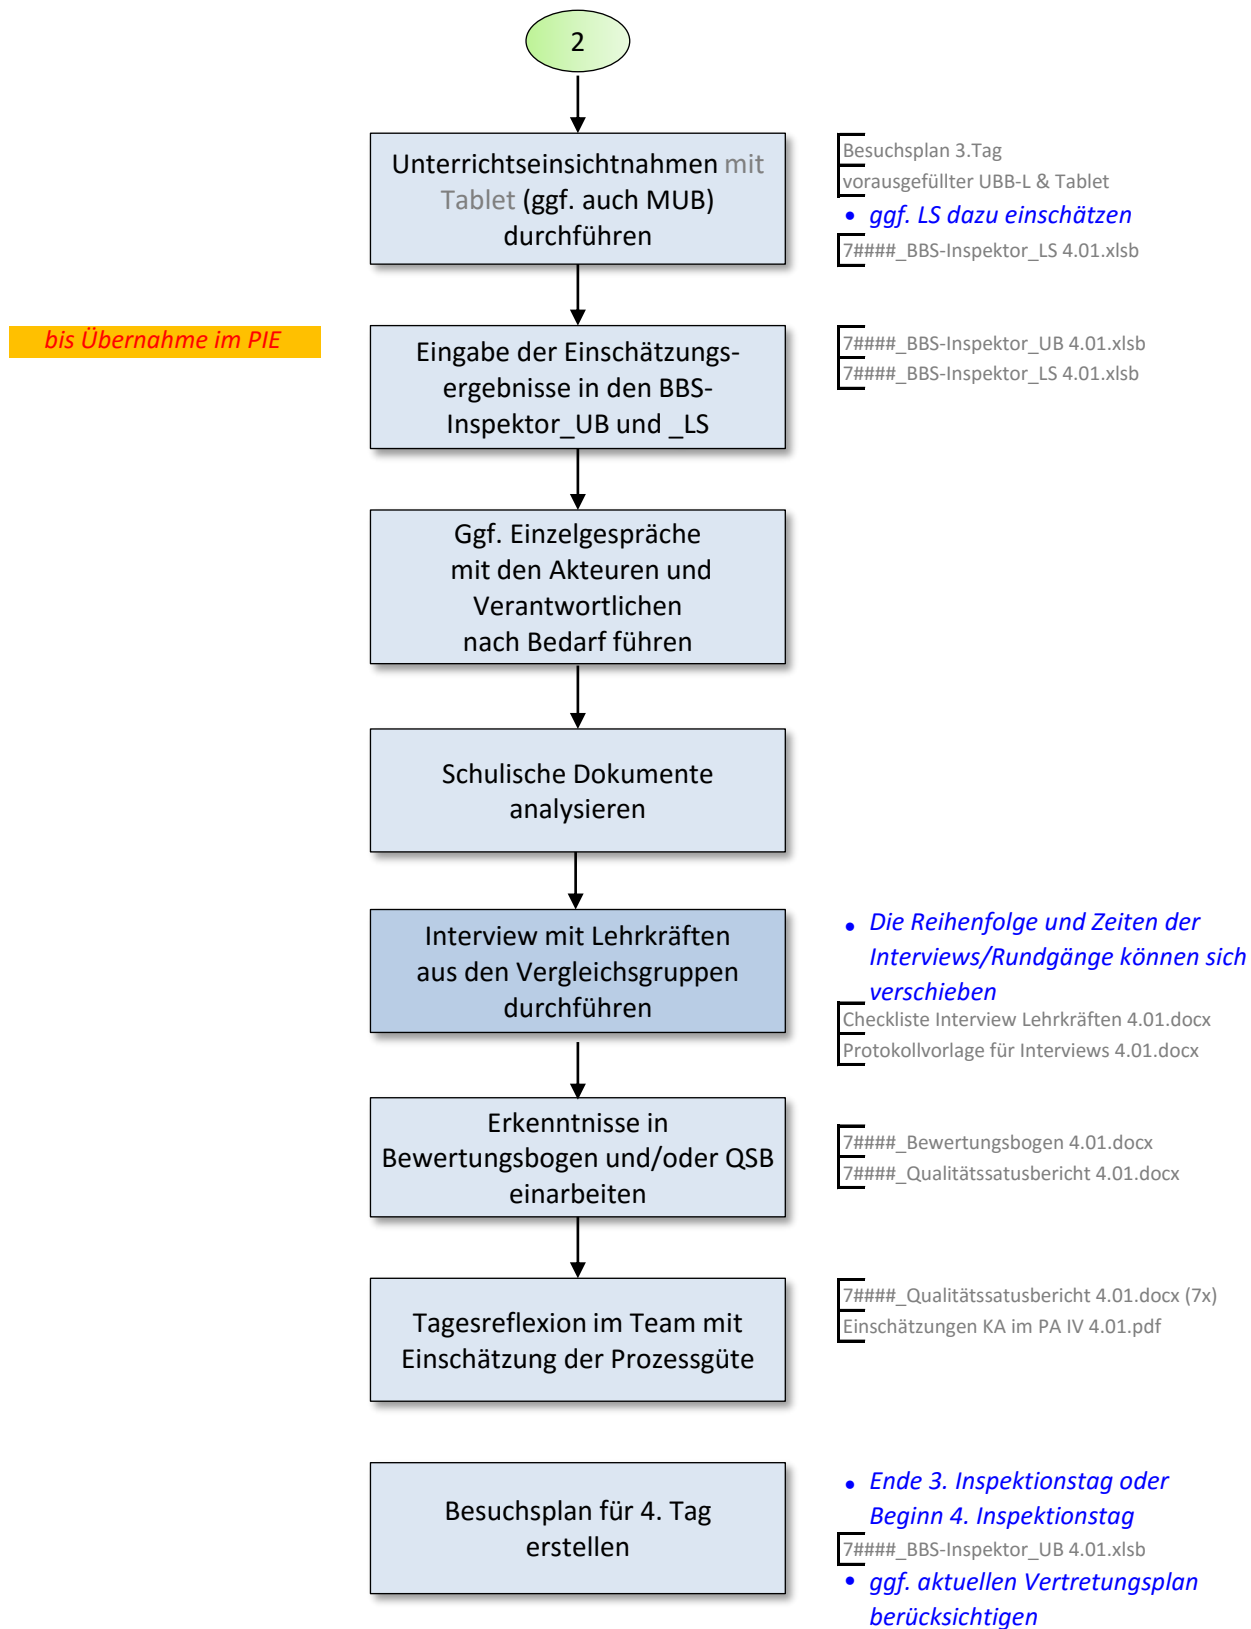 2
Unterrichtseinsichtnahmen mit
Tablet (ggf. auch MUB)
durchführen
Besuchsplan 3.Tag
vorausgefüllter UBB-L & Tablet
• ggf. LS dazu einschätzen
7####_BBS-Inspektor_LS 4.01.xlsb
bis Übernahme im PIE
Eingabe der Einschätzungs-
ergebnisse in den BBS-
Inspektor_UB und _LS
7####_BBS-Inspektor_UB 4.01.xlsb
7####_BBS-Inspektor_LS 4.01.xlsb
Ggf. Einzelgespräche
mit den Akteuren und
Verantwortlichen
nach Bedarf führen
Schulische Dokumente
analysieren
Interview mit Lehrkräften
aus den Vergleichsgruppen
durchführen
• Die Reihenfolge und Zeiten der
Interviews/Rundgänge können sich
verschieben
Checkliste Interview Lehrkräften 4.01.docx
Protokollvorlage für Interviews 4.01.docx
Erkenntnisse in
Bewertungsbogen und/oder QSB
einarbeiten
7####_Bewertungsbogen 4.01.docx
7####_Qualitätssatusbericht 4.01.docx
Tagesreflexion im Team mit
Einschätzung der Prozessgüte
7####_Qualitätssatusbericht 4.01.docx (7x)
Einschätzungen KA im PA IV 4.01.pdf
Besuchsplan für 4. Tag
erstellen
• Ende 3. Inspektionstag oder
Beginn 4. Inspektionstag
7####_BBS-Inspektor_UB 4.01.xlsb
• ggf. aktuellen Vertretungsplan
berücksichtigen